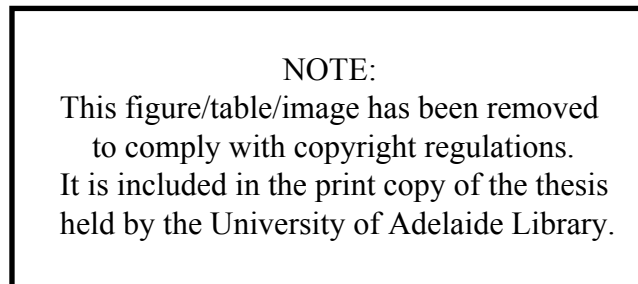 NOTE:
This figure/table/image has been removed
to comply with copyright regulations.
It is included in the print copy of the thesis
held by the University of Adelaide Library.